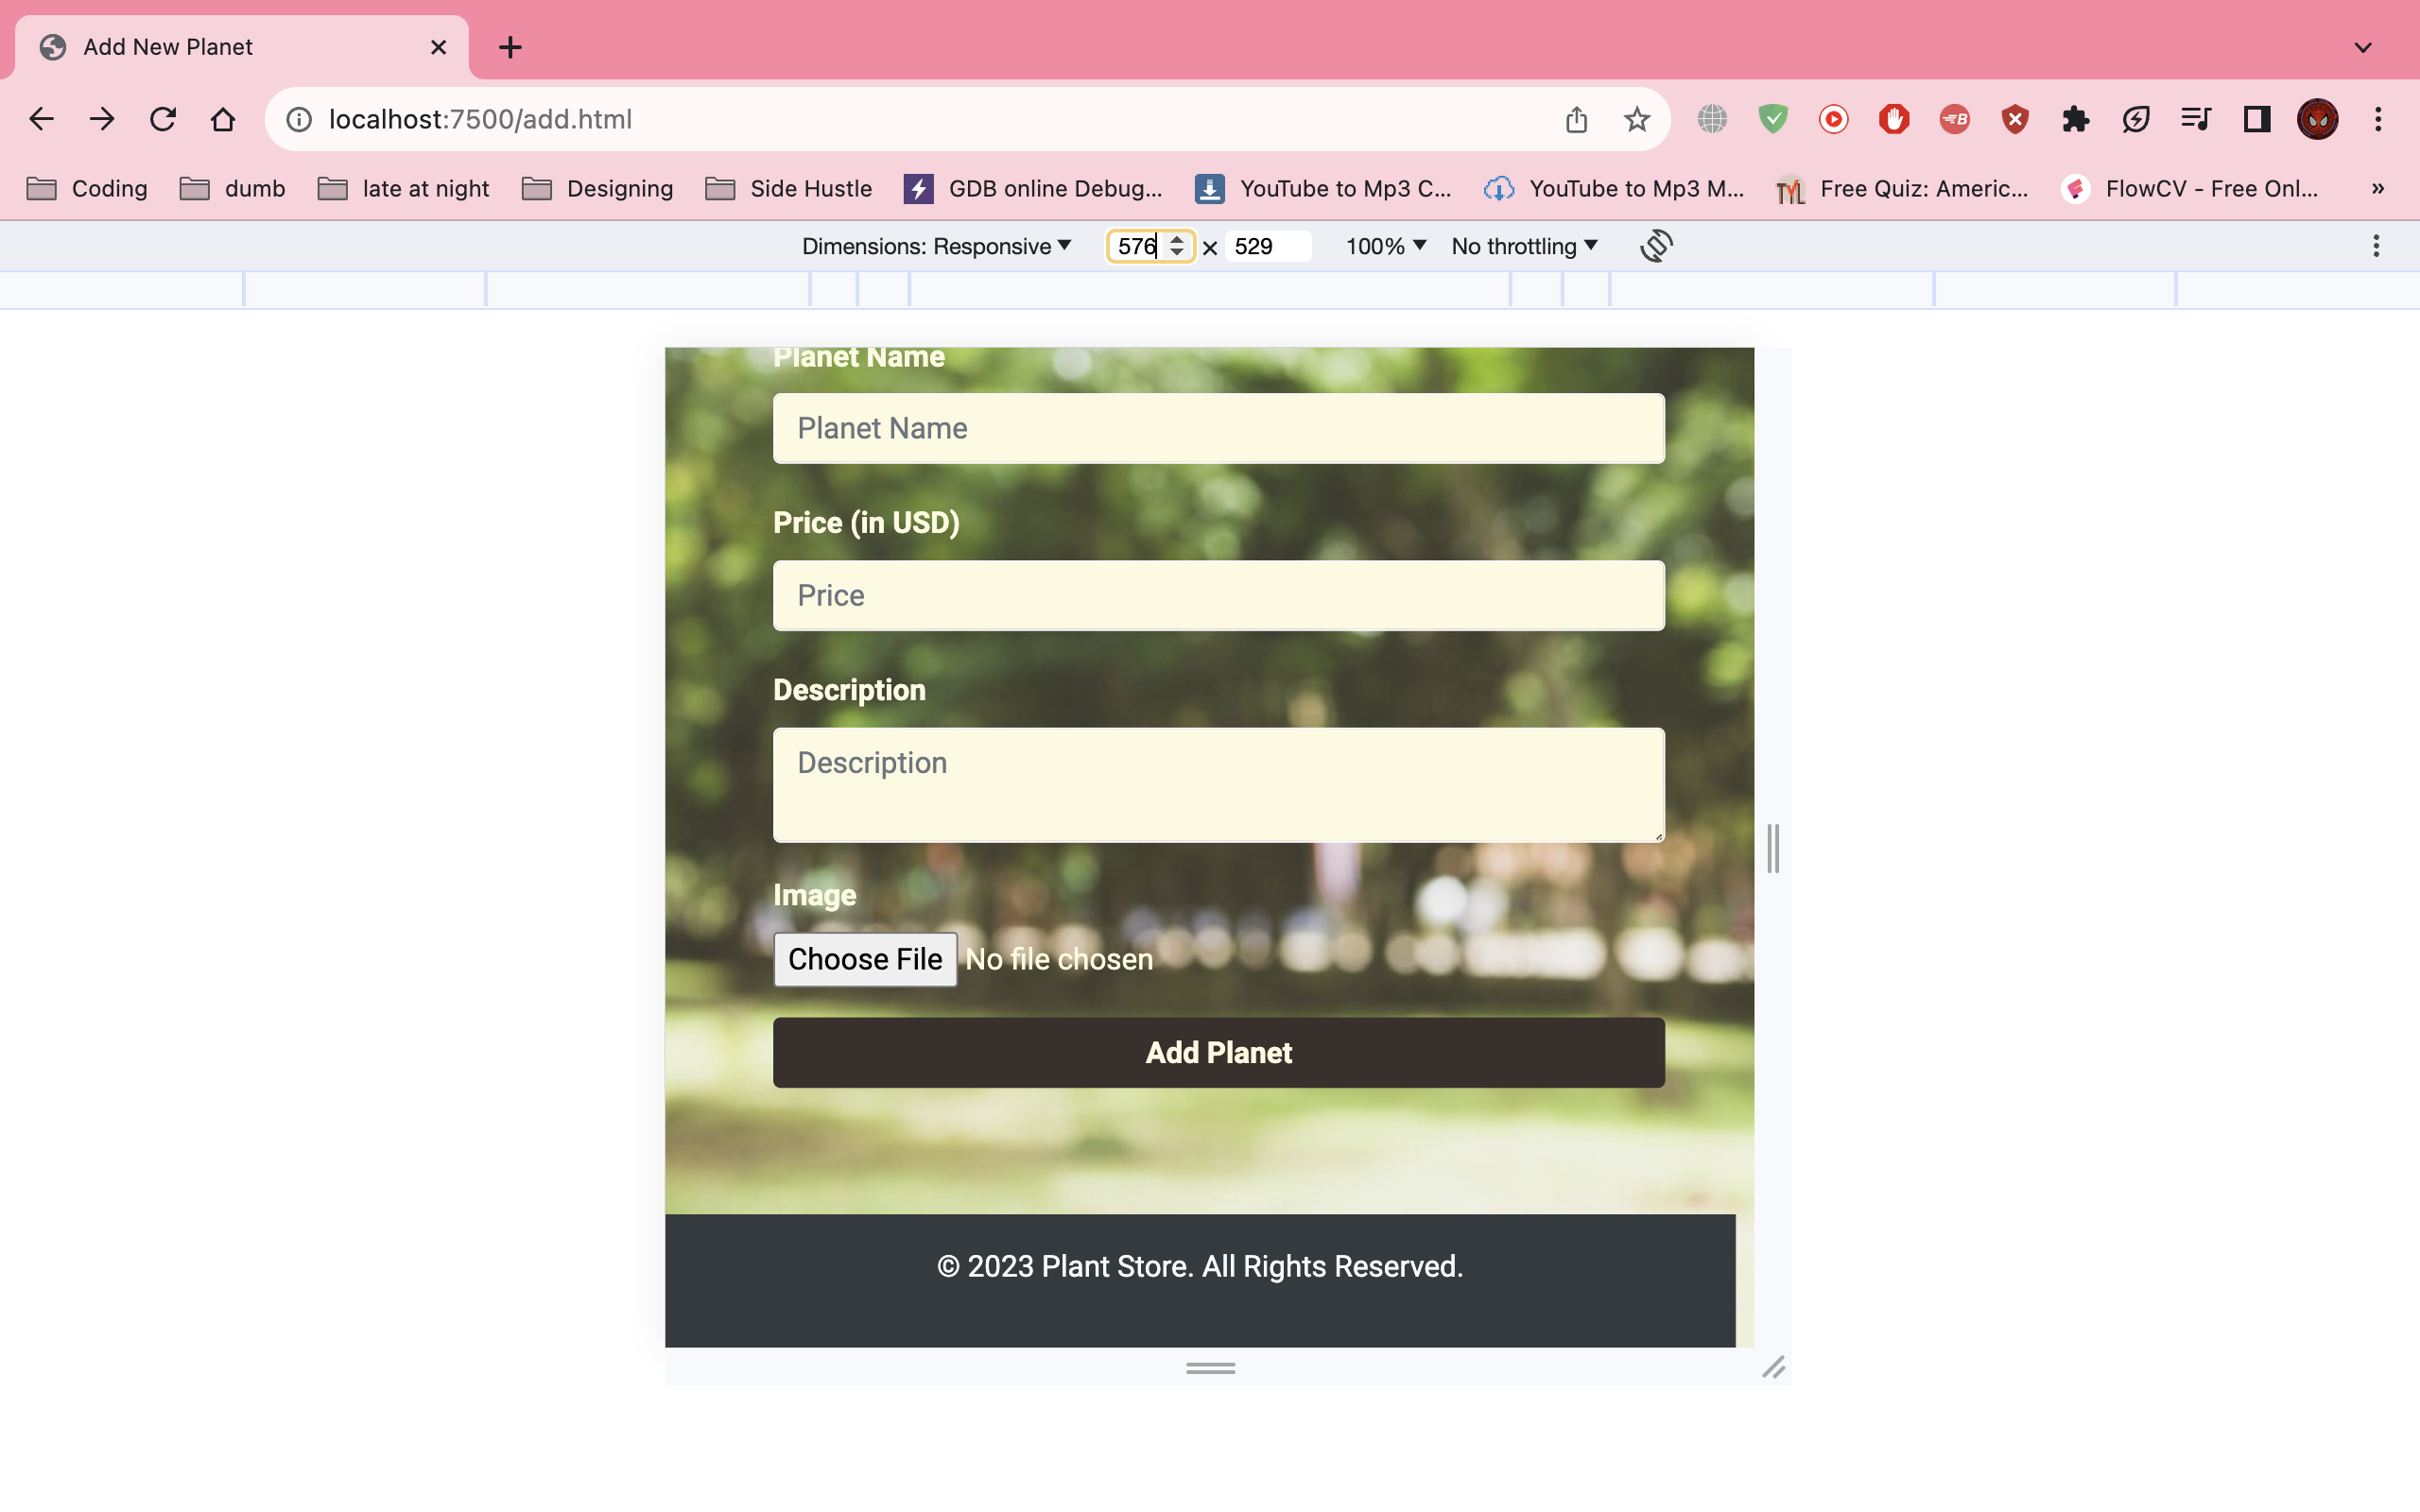 Add New Planet
localhost:7500/add.html
Coding dumb late at night Designing Side Hustle GDB online Debug... YouTube to Mp3 C... YouTube to Mp3 M... Free Quiz: Americ... FlowCV - Free Onl... »
Dimensions: Responsive 576 × 529 100% No throttling
Planet Name
Planet Name
Price (in USD)
Price
Description
Description
Image
Choose File No file chosen
Add Planet
© 2023 Plant Store. All Rights Reserved.